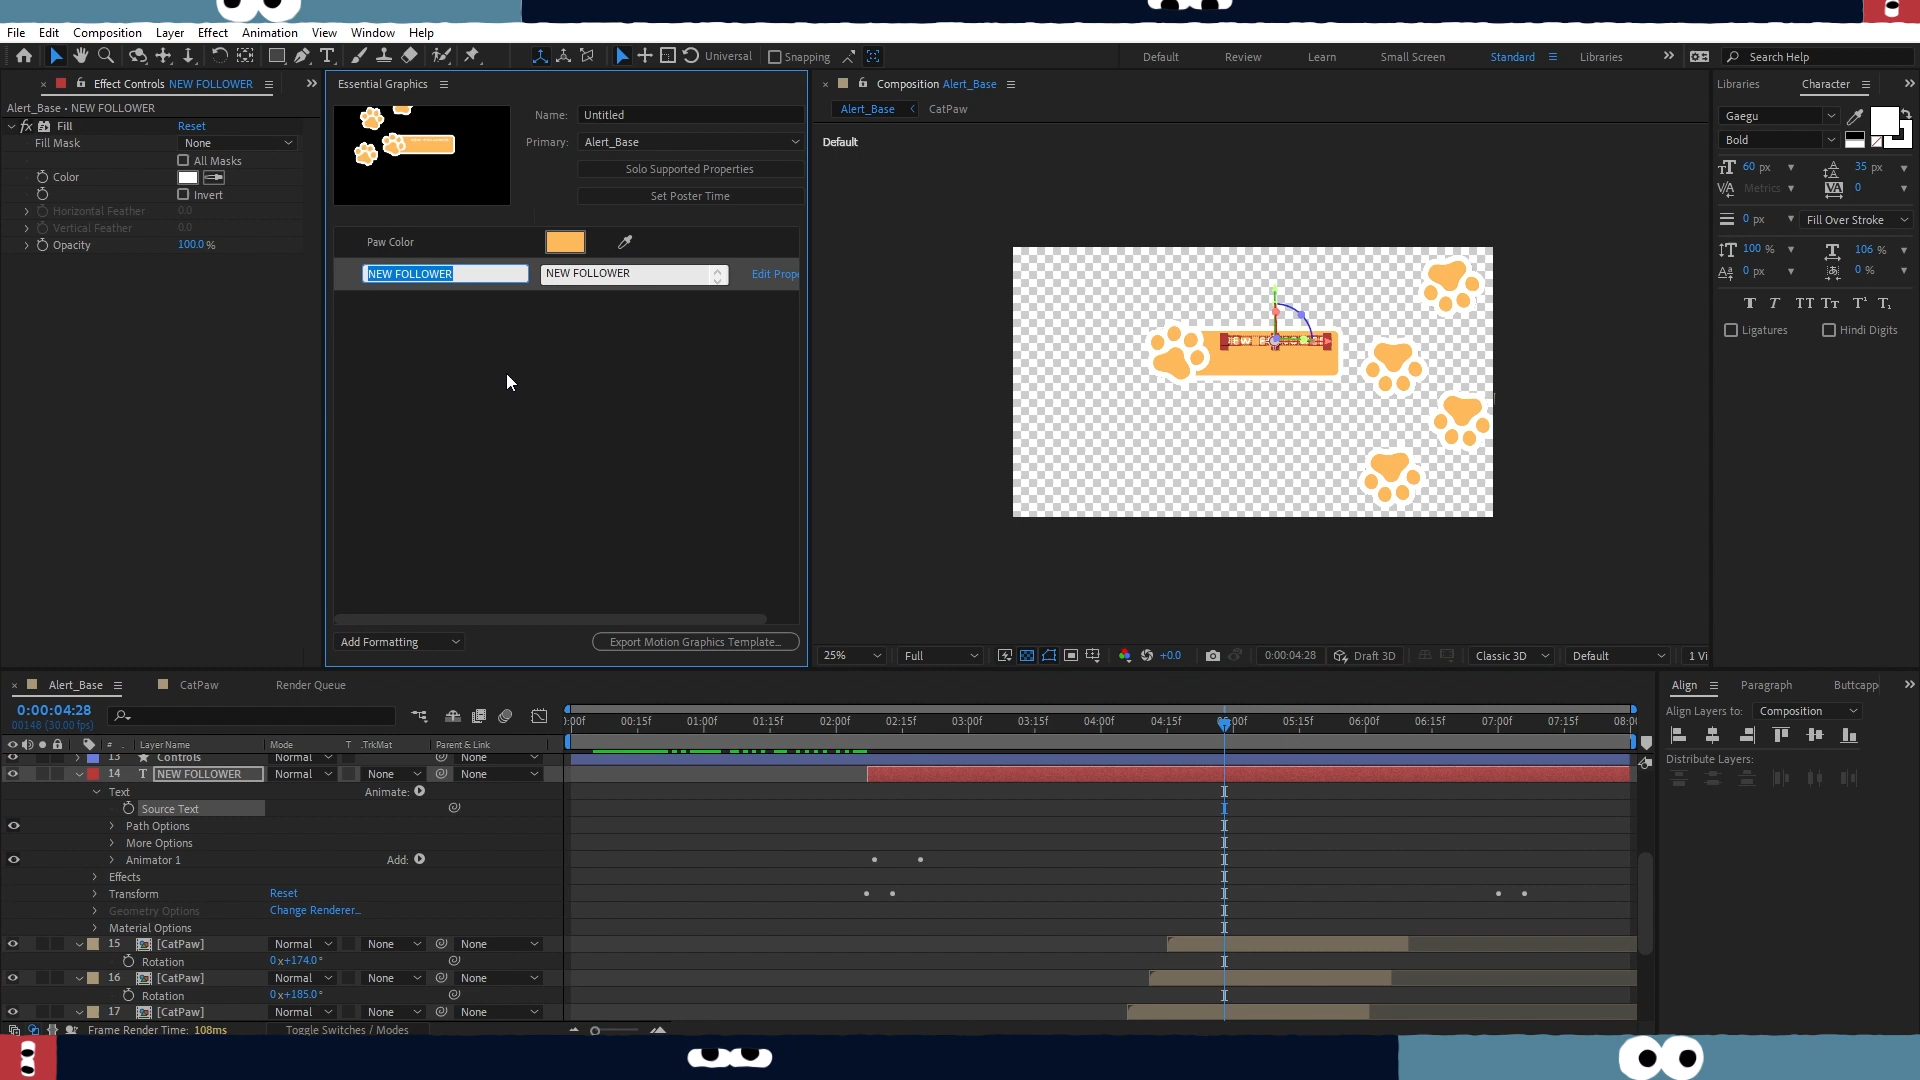 File Edit Composition Layer Effect Animation View Window Help
Universal Snapping Default Review Learn Small Screen Standard Libraries Search Help
Effect Controls NEW FOLLOWER
Alert_Base • NEW FOLLOWER
fx Fill Reset
Fill Mask None
All Masks
Color
Invert
Horizontal Feather 0.0
Vertical Feather 0.0
Opacity 100.0 %
Essential Graphics
Name: Untitled
Primary: Alert_Base
Solo Supported Properties
Set Poster Time
Paw Color
NEW FOLLOWER NEW FOLLOWER Edit Prope
Add Formatting Export Motion Graphics Template...
Composition Alert_Base
Alert_Base CatPaw
Default
25% Full +0.0 0:00:04:28 Draft 3D Classic 3D Default 1 Vi
Libraries Character
Gaegu
Bold
60 px 35 px
Metrics 0
0 px Fill Over Stroke
100 % 106 %
0 px 0 %
T T TT Tt T¹ T₁
Ligatures Hindi Digits
Alert_Base CatPaw Render Queue
0:00:04:28
00148 (30.00 fps)
:00f 00:15f 01:00f 01:15f 02:00f 02:15f 03:00f 03:15f 04:00f 04:15f 05:00f 05:15f 06:00f 06:15f 07:00f 07:15f 08:00
# Layer Name Mode T .TrkMat Parent & Link
13 Controls Normal None
14 T NEW FOLLOWER Normal None None
Text Animate:
Source Text
Path Options
More Options
Animator 1 Add:
Effects
Transform Reset
Geometry Options Change Renderer...
Material Options
15 [CatPaw] Normal None None
Rotation 0x+174.0°
16 [CatPaw] Normal None None
Rotation 0x+185.0°
17 [CatPaw] Normal None None
Frame Render Time: 108ms Toggle Switches / Modes
Align Paragraph Buttcapp
Align Layers to: Composition
Distribute Layers: